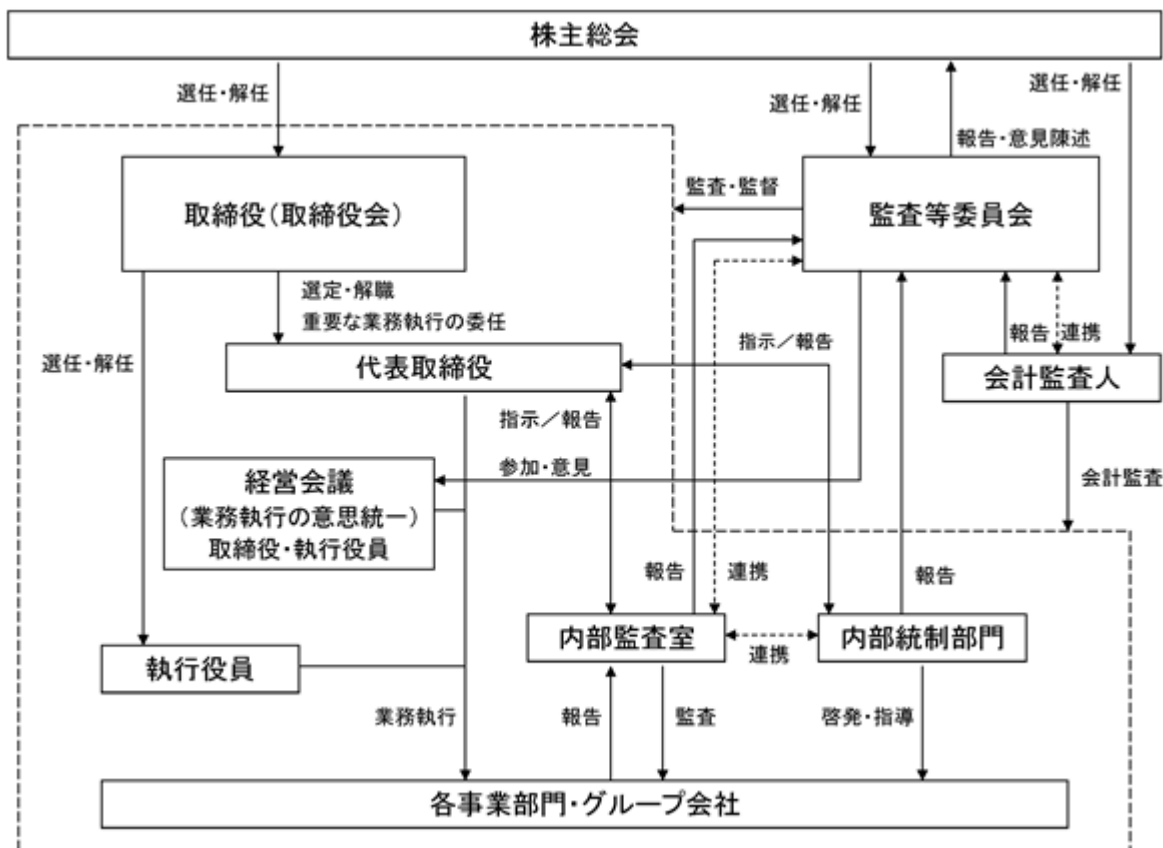 株主総会
選任・解任
選任・解任
選任・解任
報告・意見陳述
取締役(取締役会)
監査・監督
監査等委員会
選定・解職
重要な業務執行の委任
選任・解任
代表取締役
指示／報告
報告
連携
会計監査人
指示／報告
参加・意見
経営会議
(業務執行の意思統一)
取締役・執行役員
会計監査
報告
連携
報告
内部監査室
連携
内部統制部門
執行役員
業務執行
報告
監査
啓発・指導
各事業部門・グループ会社